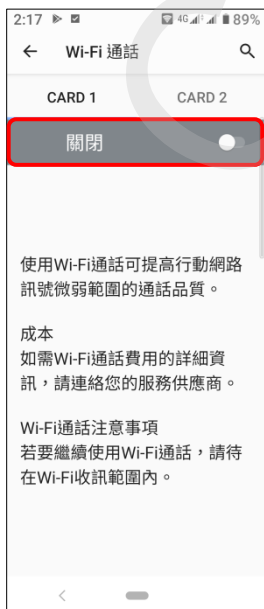 2:17 4G 89%
Wi-Fi 通話
CARD 1 CARD 2
關閉
使用Wi-Fi通話可提高行動網路
訊號微弱範圍的通話品質。
成本
如需Wi-Fi通話費用的詳細資
訊，請連絡您的服務供應商。
Wi-Fi通話注意事項
若要繼續使用Wi-Fi通話，請待
在Wi-Fi收訊範圍內。